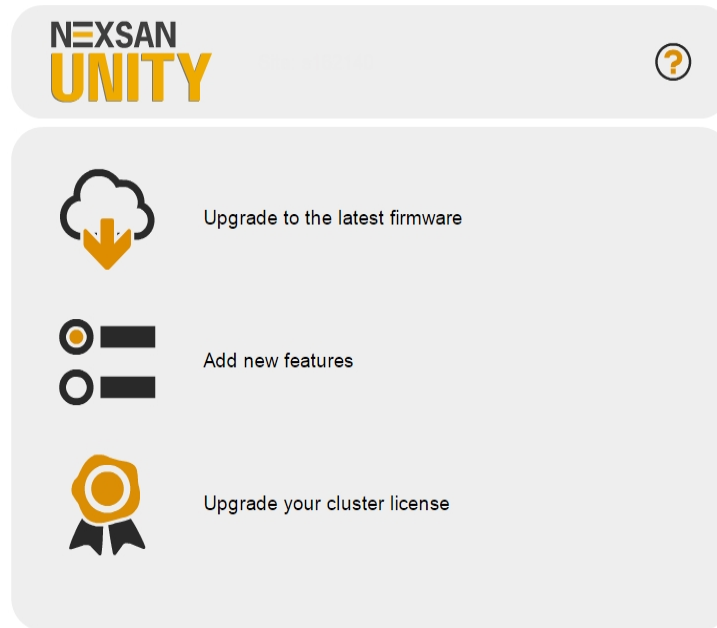 NEXSAN
UNITY
?
Upgrade to the latest firmware
Add new features
Upgrade your cluster license